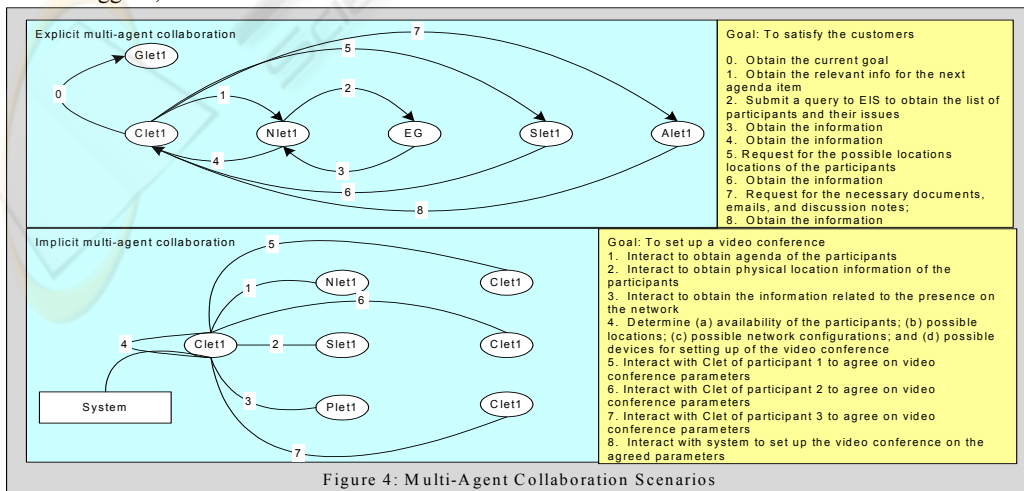 Explicit multi-agent collaboration
Glet1
7
5
0
1
2
Clet1
Nlet1
EG
Slet1
Alet1
4
3
6
8
Goal: To satisfy the customers
0. Obtain the current goal
1. Obtain the relevant info for the next
agenda item
2. Submit a query to EIS to obtain the list of
participants and their issues
3. Obtain the information
4. Obtain the information
5. Request for the possible locations
locations of the participants
6. Obtain the information
7. Request for the necessary documents,
emails, and discussion notes;
8. Obtain the information
Implicit multi-agent collaboration
5
Nlet1
Clet1
1
6
Clet1
4
2
Slet1
Clet1
System
3
Plet1
Clet1
7
Goal: To set up a video conference
1. Interact to obtain agenda of the participants
2. Interact to obtain physical location information of the
participants
3. Interact to obtain the information related to the presence on
the network
4. Determine (a) availability of the participants; (b) possible
locations; (c) possible network configurations; and (d) possible
devices for setting up of the video conference
5. Interact with Clet of participant 1 to agree on video
conference parameters
6. Interact with Clet of participant 2 to agree on video
conference parameters
7. Interact with Clet of participant 3 to agree on video
conference parameters
8. Interact with system to set up the video conference on the
agreed parameters
Figure 4: Multi-Agent Collaboration Scenarios